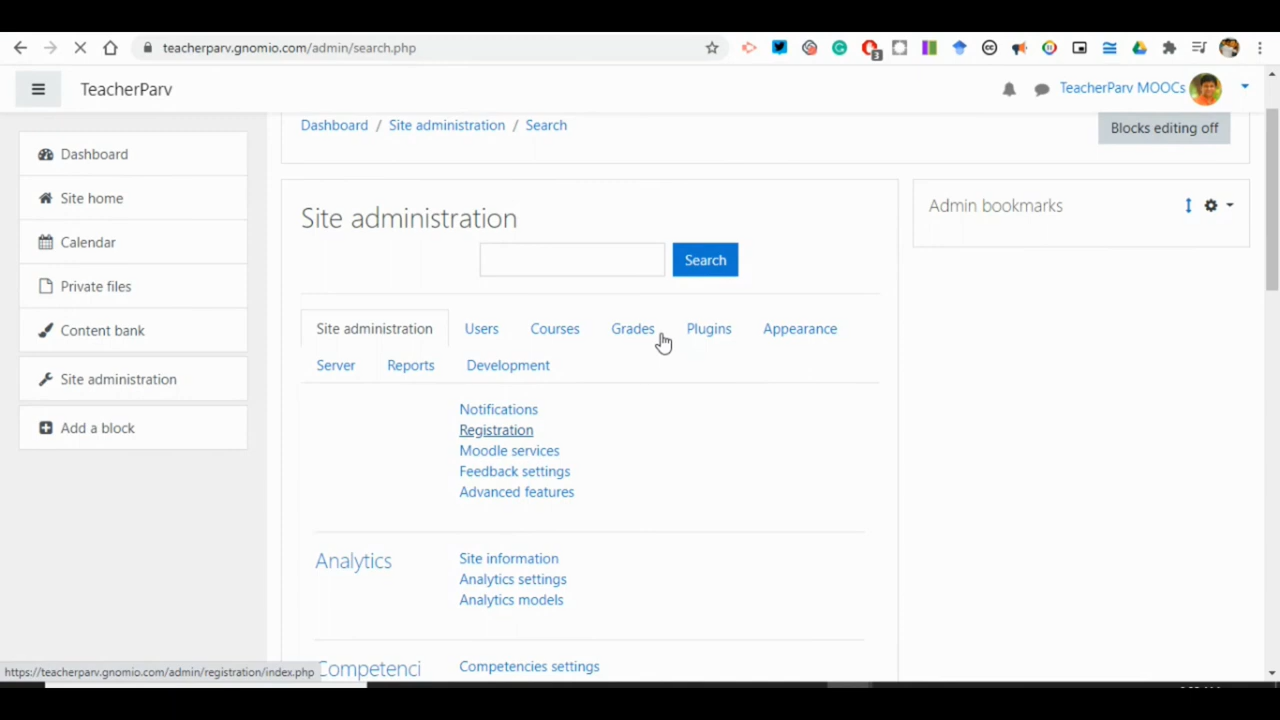 teacherparv.gnomio.com/admin/search.php
3
TeacherParv
TeacherParv MOOCs
Dashboard / Site administration / Search
Blocks editing off
Dashboard
Site home
Calendar
Private files
Content bank
Site administration
Add a block
Site administration
Search
Admin bookmarks
Site administration Users Courses Grades Plugins Appearance
Server Reports Development
Notifications
Registration
Moodle services
Feedback settings
Advanced features
Analytics
Site information
Analytics settings
Analytics models
Competenci
Competencies settings
https://teacherparv.gnomio.com/admin/registration/index.php